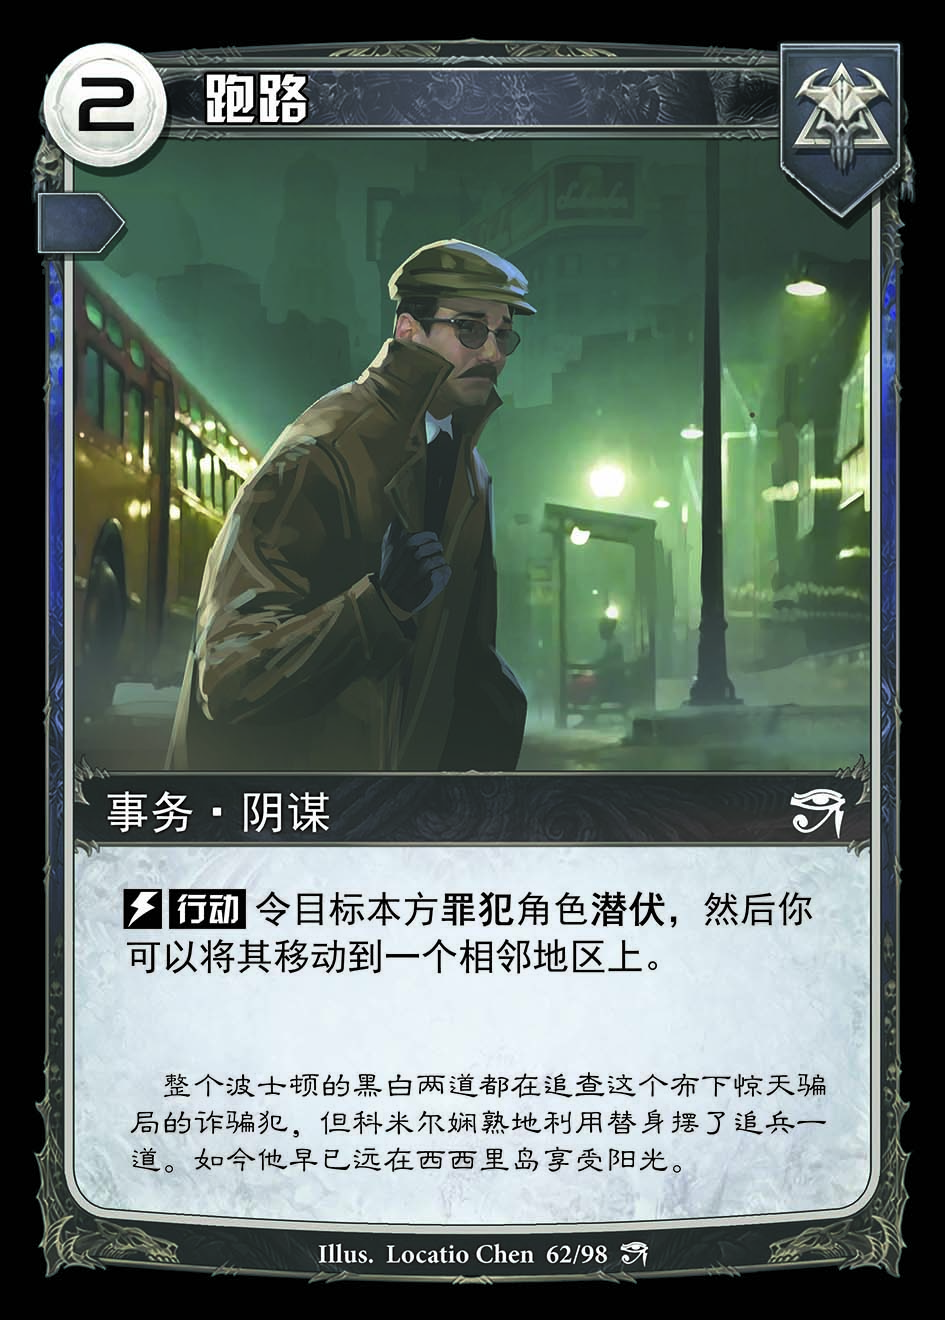 2
跑路
事务·阴谋
行动 令目标本方罪犯角色潜伏，然后你
可以将其移动到一个相邻地区上。
整个波士顿的黑白两道都在追查这个布下惊天骗
局的诈骗犯，但科米尔娴熟地利用替身摆了追兵一
道。如今他早已远在西西里岛享受阳光。
Illus. Locatio Chen 62/98